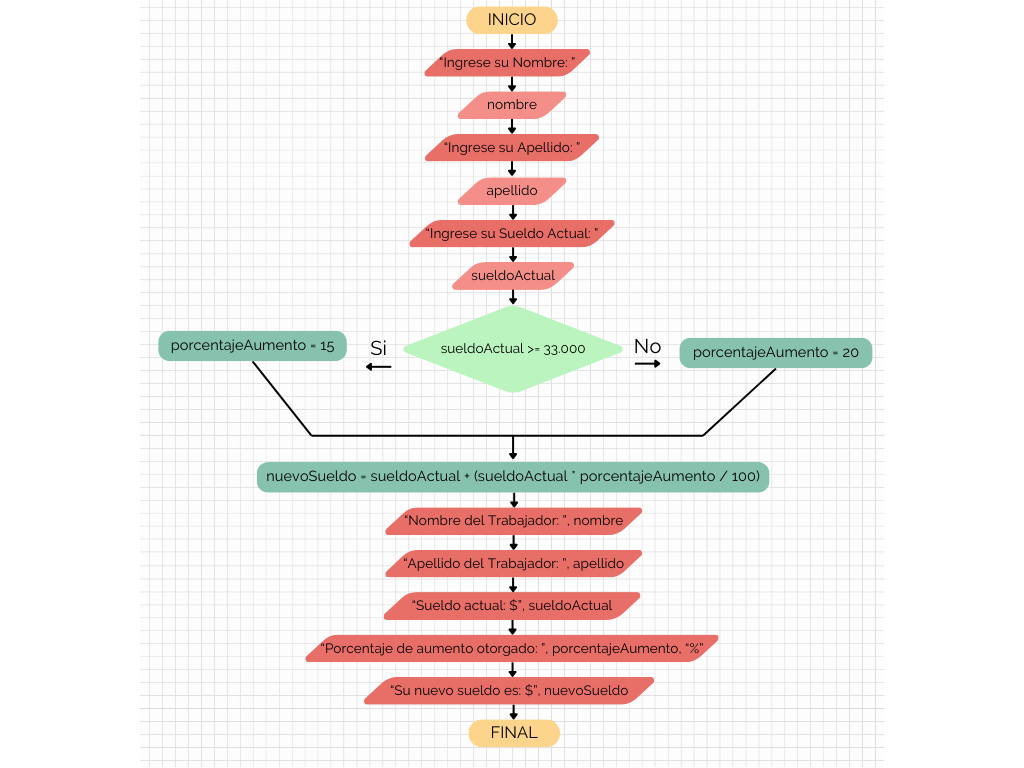 INICIO
“Ingrese su Nombre: ”
nombre
“Ingrese su Apellido: ”
apellido
“Ingrese su Sueldo Actual: ”
sueldoActual
porcentajeAumento = 15
Si
sueldoActual >= 33.000
No
porcentajeAumento = 20
nuevoSueldo = sueldoActual + (sueldoActual * porcentajeAumento / 100)
“Nombre del Trabajador: ”, nombre
“Apellido del Trabajador: ”, apellido
“Sueldo actual: $”, sueldoActual
“Porcentaje de aumento otorgado: ”, porcentajeAumento, “%”
“Su nuevo sueldo es: $”, nuevoSueldo
FINAL